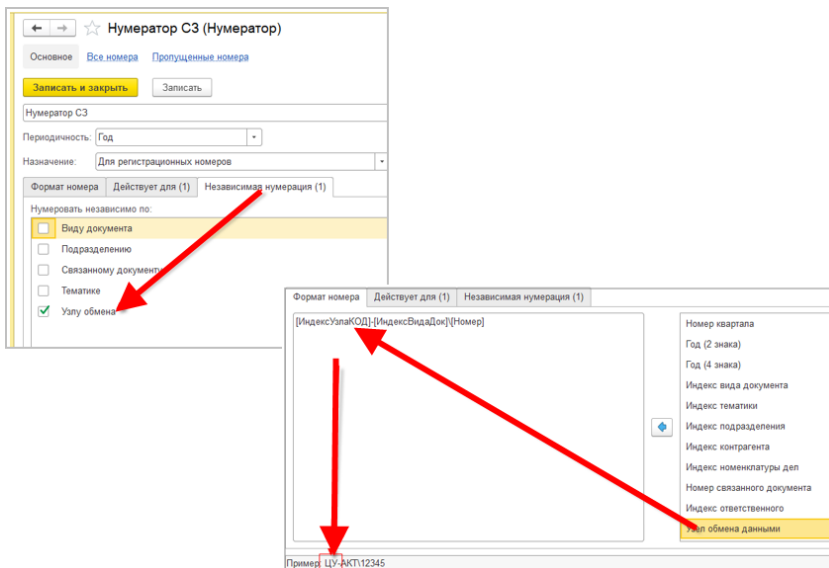 Нумератор СЗ (Нумератор)
Основное Все номера Пропущенные номера
Записать и закрыть Записать
Нумератор СЗ
Периодичность: Год
Назначение: Для регистрационных номеров
Формат номера Действует для (1) Независимая нумерация (1)
Нумеровать независимо по:
Виду документа
Подразделению
Связанному документу
Тематике
Узлу обмена
Формат номера Действует для (1) Независимая нумерация (1)
[ИндексУзлаКОД]-[ИндексВидаДок]\[Номер]
Номер квартала
Год (2 знака)
Год (4 знака)
Индекс вида документа
Индекс тематики
Индекс подразделения
Индекс контрагента
Индекс номенклатуры дел
Номер связанного документа
Индекс ответственного
Узел обмена данными
Пример: ЦУ-АКТ\12345